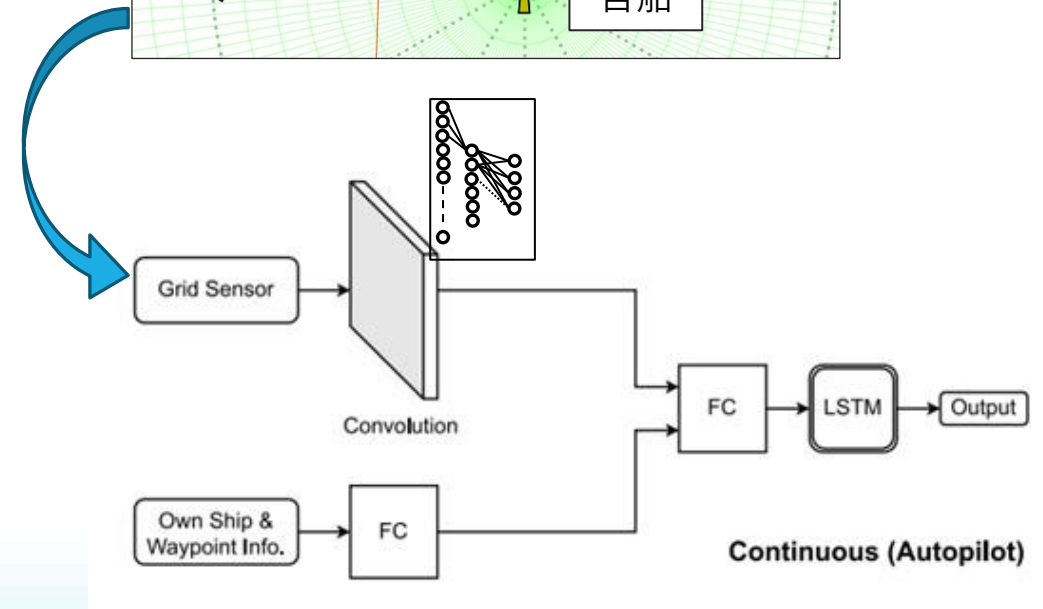 自船
Grid Sensor
Convolution
FC
LSTM
Output
Own Ship &
Waypoint Info.
FC
Continuous (Autopilot)